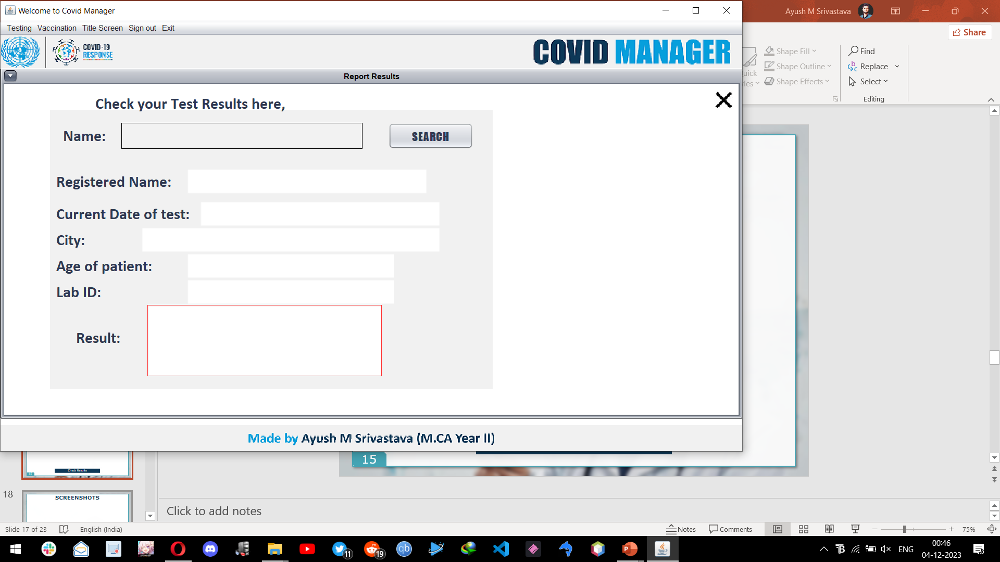 Welcome to Covid Manager
Ayush M Srivastava
Testing Vaccination Title Screen Sign out Exit
Share
COVID-19
RESPONSE
COVID MANAGER
Shape Fill
Shape Outline
Shape Effects
Find
Replace
Select
Editing
Report Results
Check your Test Results here,
Name:
SEARCH
Registered Name:
Current Date of test:
City:
Age of patient:
Lab ID:
Result:
Made by Ayush M Srivastava (M.CA Year II)
15
Check Results
18
SCREENSHOTS
Click to add notes
Slide 17 of 23
English (India)
Notes
Comments
75%
11
19
qb
ENG
00:46
04-12-2023